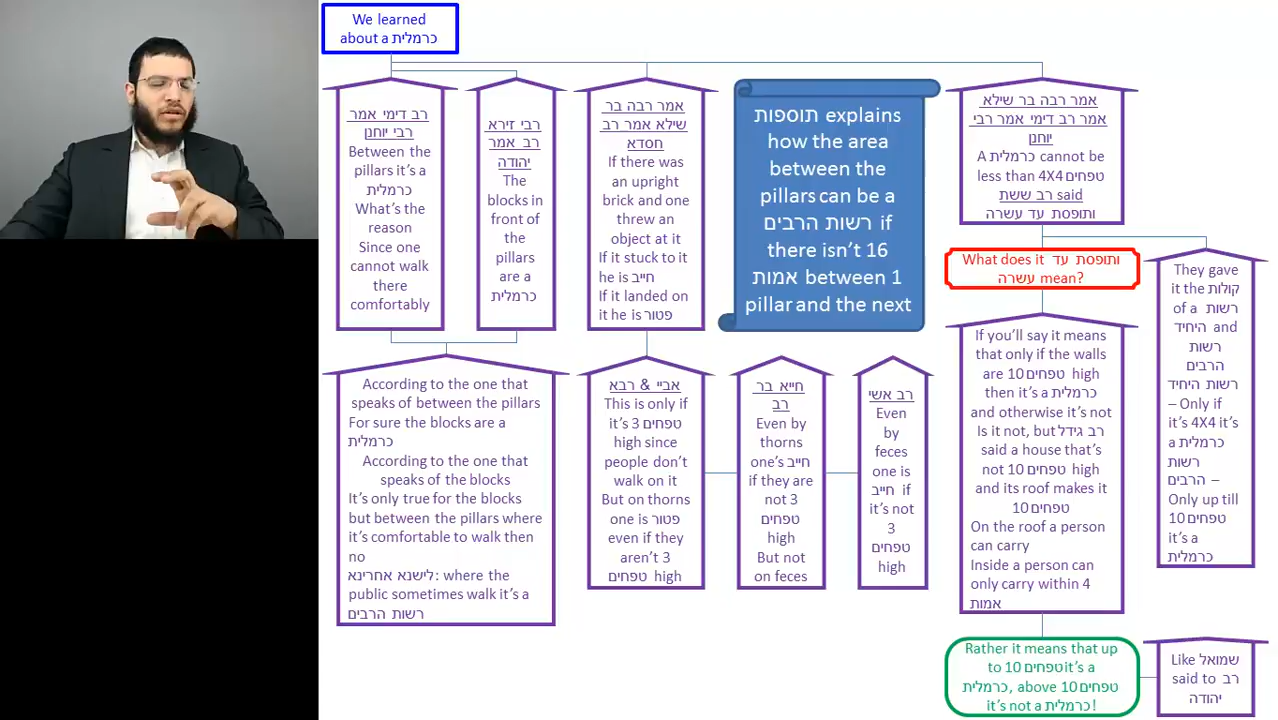 We learned
about a כרמלית
רב דימי אמר
רבי יוחנן
Between the
pillars it's a
כרמלית
What's the
reason
Since one
cannot walk
there
comfortably
רבי זירא
רב אמר
יהודה
The
blocks in
front of
the
pillars
are a
כרמלית
אמר רבה בר
שילא אמר רב
חסדא
If there was
an upright
brick and one
threw an
object at it
If it stuck to it
he is חייב
If it landed on
it he is פטור
תוספות explains
how the area
between the
pillars can be a
רשות הרבים if
there isn't 16
אמות between 1
pillar and the next
אמר רבה בר שילא
אמר רב דימי אמר רבי
יוחנן
A כרמלית cannot be
less than 4X4 טפחים
רב ששת said
ותופסת עד עשרה
What does it ותופסת עד
עשרה mean?
They gave
it the קולות
of a רשות
היחיד and
רשות
הרבים
רשות היחיד
– Only if
it's 4X4 it's
a כרמלית
רשות
הרבים –
Only up till
10 טפחים
it's a
כרמלית
If you'll say it means
that only if the walls
are 10 טפחים high
then it's a כרמלית
and otherwise it's not
Is it not, but רב גידל
said a house that's
not 10 טפחים high
and its roof makes it
10 טפחים
On the roof a person
can carry
Inside a person can
only carry within 4
אמות
According to the one that
speaks of between the pillars
For sure the blocks are a
כרמלית
According to the one that
speaks of the blocks
It's only true for the blocks
but between the pillars where
it's comfortable to walk then
no
לישנא אחרינא: where the
public sometimes walk it's a
רשות הרבים
אביי & רבא
This is only if
it's 3 טפחים
high since
people don't
walk on it
But on thorns
one is פטור
even if they
aren't 3
טפחים high
חייא בר
רב
Even by
thorns
one's חייב
if they are
not 3
טפחים
high
But not
on feces
רב אשי
Even
by
feces
one is
חייב if
it's not
3
טפחים
high
Rather it means that up
to 10 טפחים it's a
כרמלית, above 10 טפחים
it's not a כרמלית!
Like שמואל
said to רב
יהודה